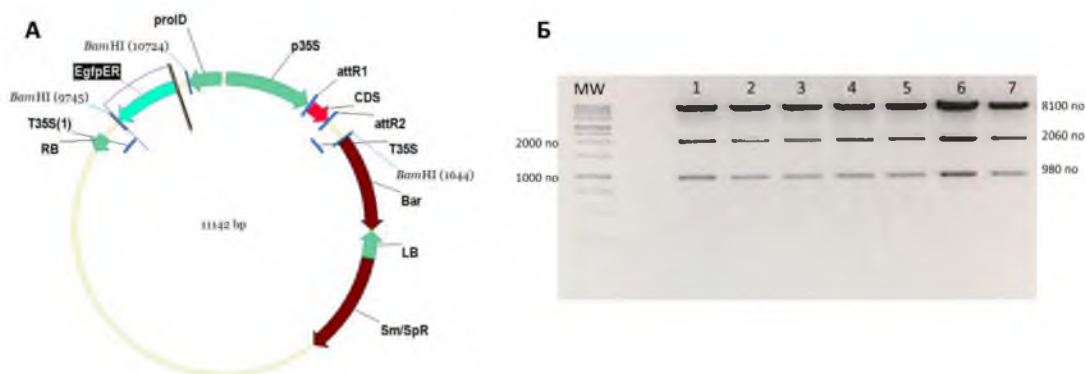 А
proID
BamHI (10724)
p35S
EgfpER
attR1
BamHI (9745)
CDS
T35S(1)
attR2
RB
T35S
BamHI (1644)
Bar
11142 bp
LB
Sm/SpR
Б
MW 1 2 3 4 5 6 7
8100 по
2000 по
2060 по
1000 по
980 по